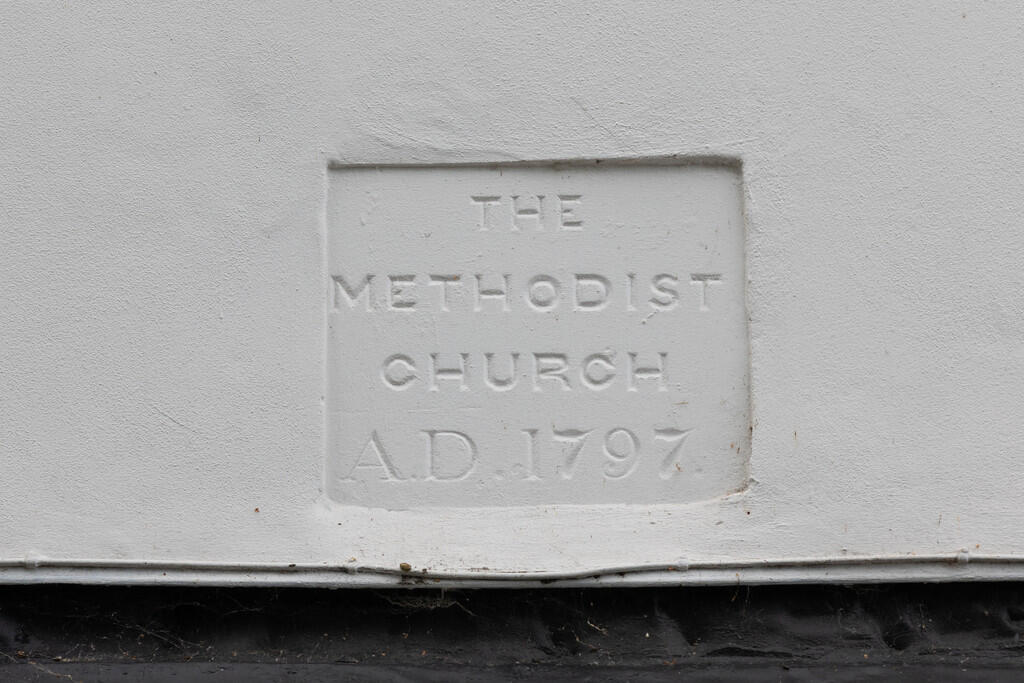 THE
METHODIST
CHURCH
A.D. 1797.